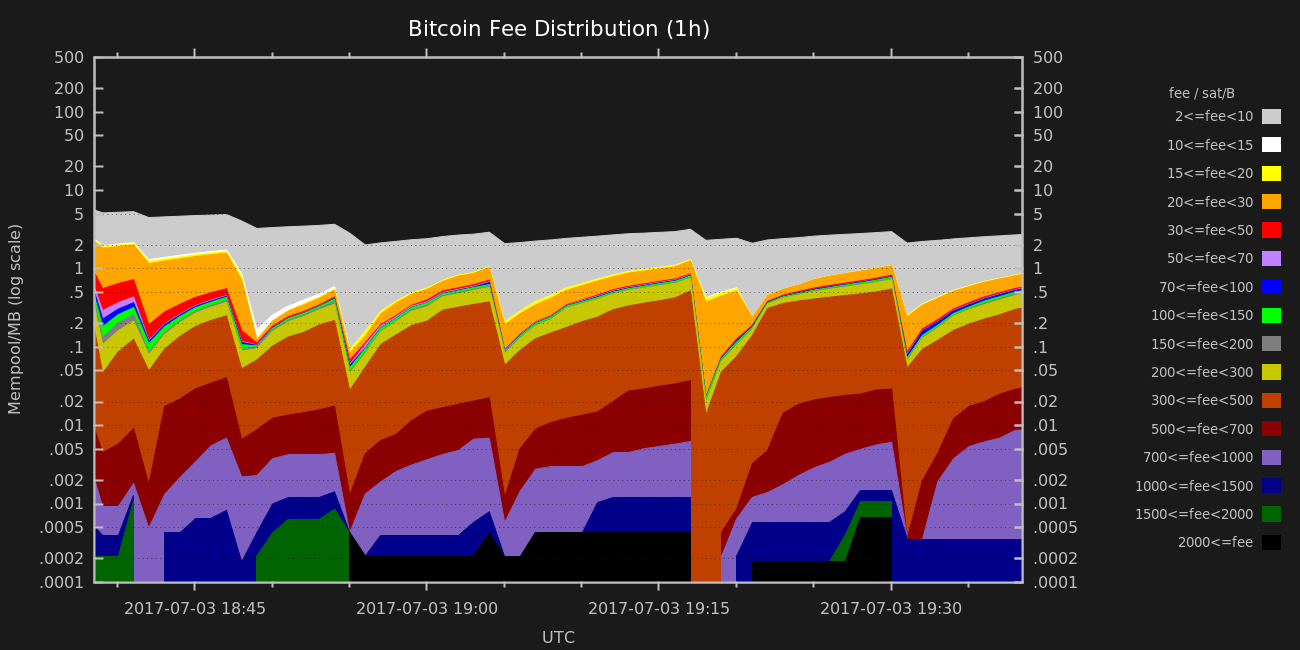 Bitcoin Fee Distribution (1h)
500
200
100
50
20
10
5
2
1
.5
.2
.1
.05
.02
.01
.005
.002
.001
.0005
.0002
.0001
Mempool/MB (log scale)
500
200
100
50
20
10
5
2
1
.5
.2
.1
.05
.02
.01
.005
.002
.001
.0005
.0002
.0001
2017-07-03 18:45
2017-07-03 19:00
2017-07-03 19:15
2017-07-03 19:30
UTC
fee / sat/B
2<=fee<10
10<=fee<15
15<=fee<20
20<=fee<30
30<=fee<50
50<=fee<70
70<=fee<100
100<=fee<150
150<=fee<200
200<=fee<300
300<=fee<500
500<=fee<700
700<=fee<1000
1000<=fee<1500
1500<=fee<2000
2000<=fee